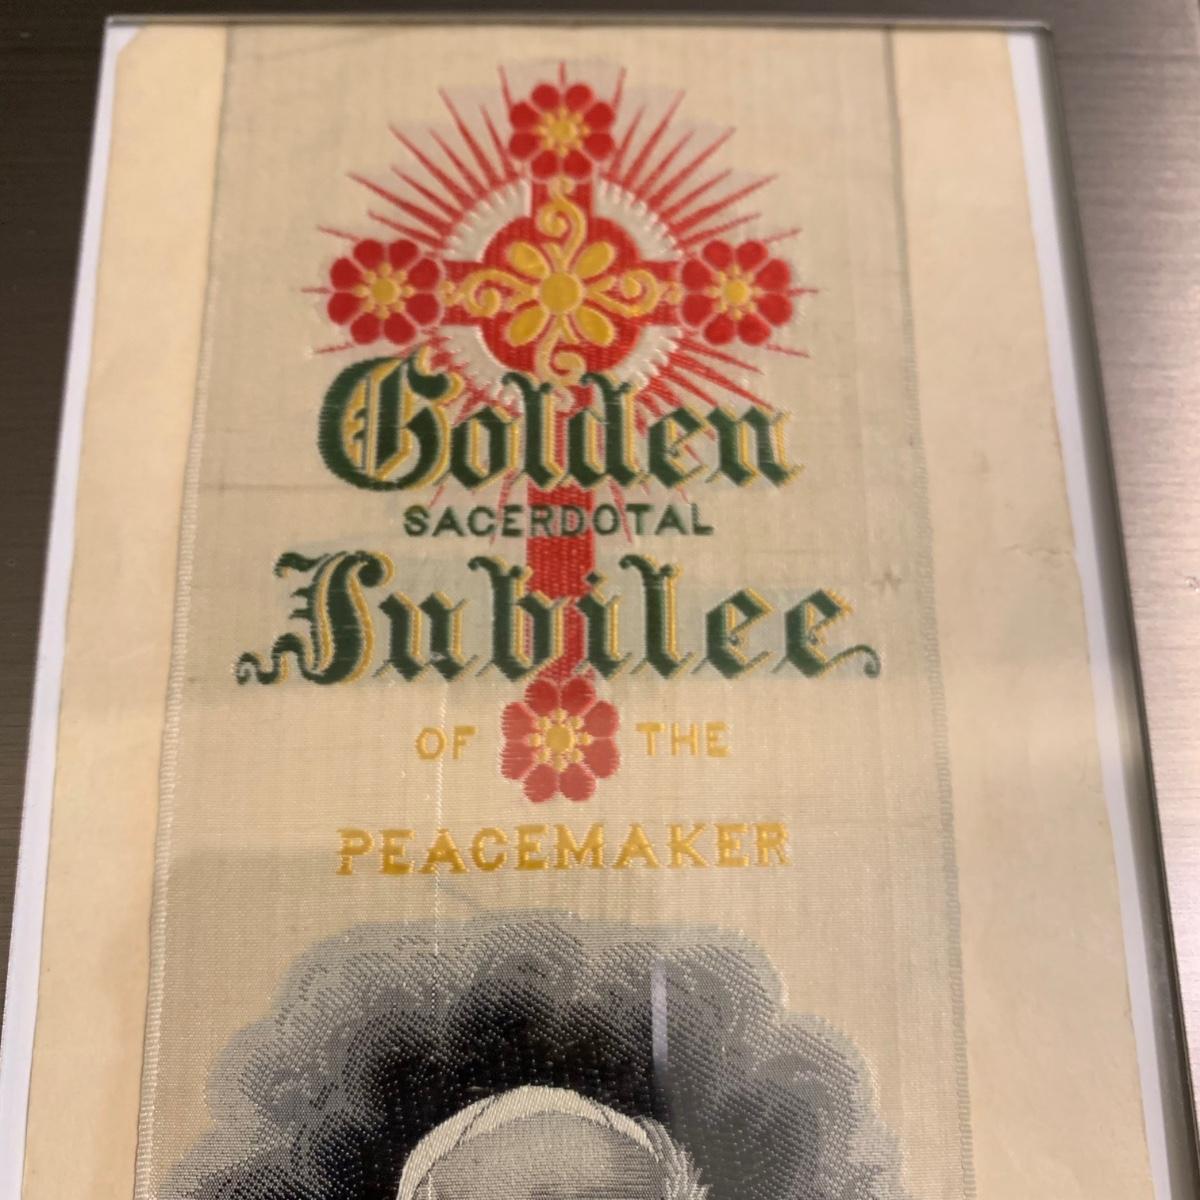 Golden
SACERDOTAL
Jubilee
OF THE
PEACEMAKER